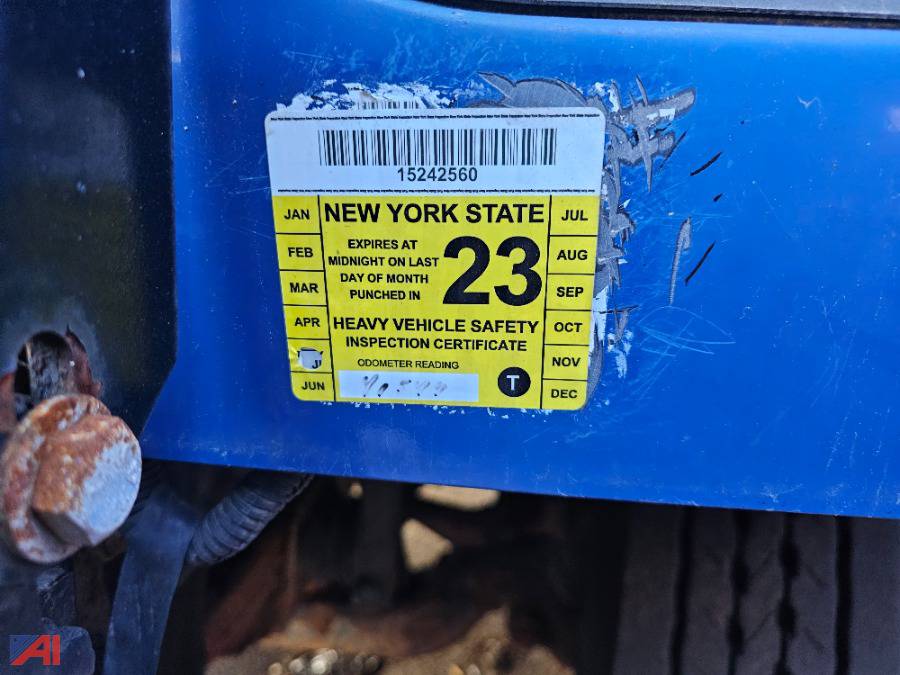 15242560
NEW YORK STATE
EXPIRES AT
MIDNIGHT ON LAST
DAY OF MONTH
PUNCHED IN
23
HEAVY VEHICLE SAFETY
INSPECTION CERTIFICATE
ODOMETER READING
T
JAN
FEB
MAR
APR
JUN
JUL
AUG
SEP
OCT
NOV
DEC
AI